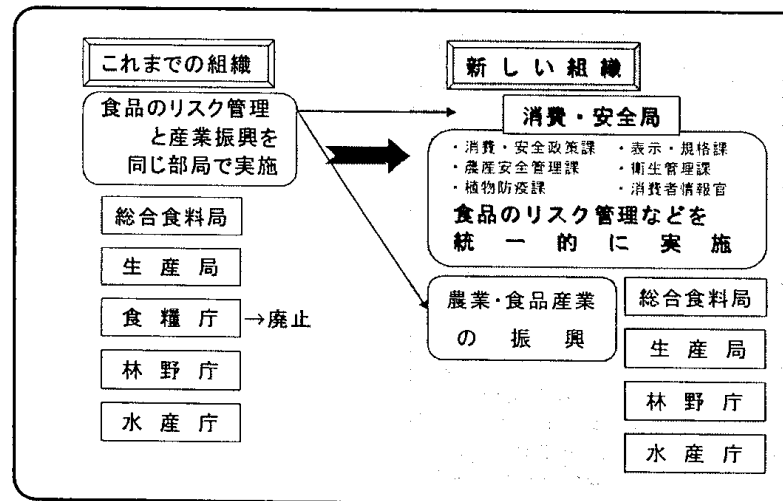 これまでの組織
食品のリスク管理
と産業振興を
同じ部局で実施
総合食料局
生産局
食糧庁→廃止
林野庁
水産庁
新しい組織
消費・安全局
・消費・安全政策課 ・表示・規格課
・農産安全管理課 ・衛生管理課
・植物防疫課 ・消費者情報官
食品のリスク管理などを
統一的に実施
農業・食品産業
の振興
総合食料局
生産局
林野庁
水産庁